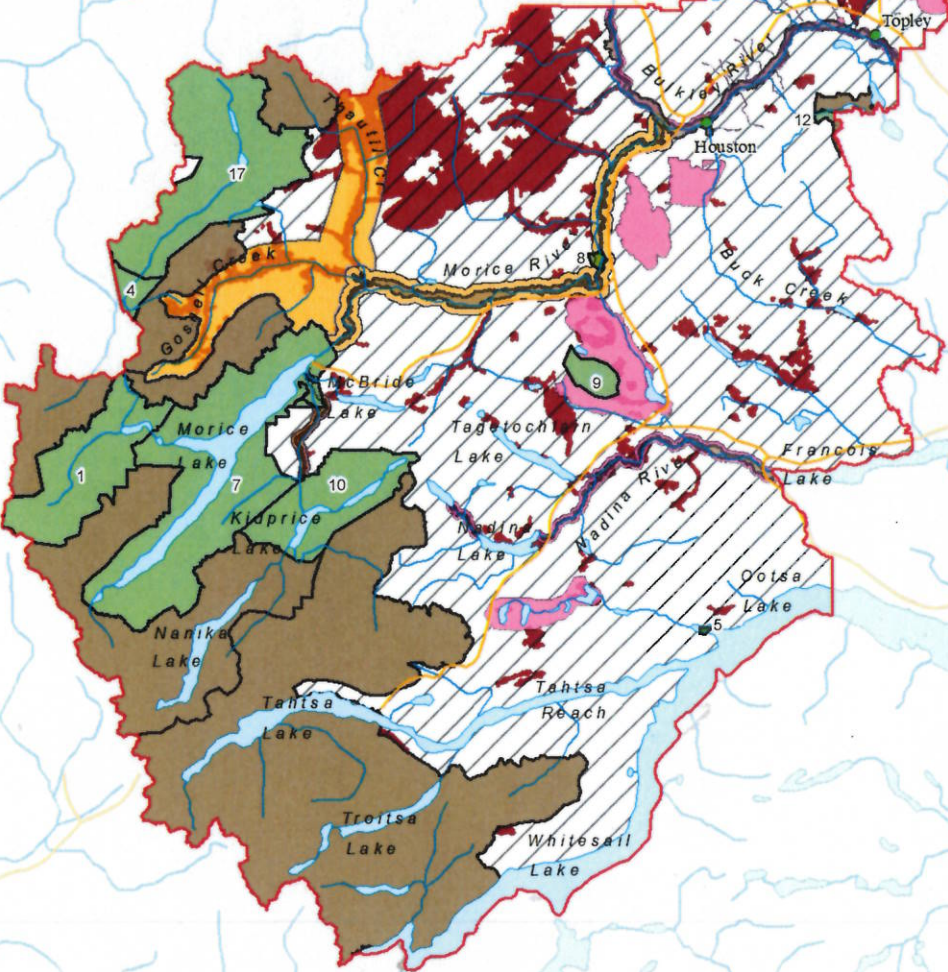 Topley
Bulkley River
12
Houston
Thautil Cr
17
Gosnell Creek
4
Morice River
8
Buck Creek
9
McBride
Lake
Morice
Lake
Tagetochlain
Lake
Francois
Lake
1
7
10
Kidprice
Lake
Nadina
Lake
Nadina River
Ootsa
Lake
5
Nanika
Lake
Tahtsa
Reach
Tahtsa
Lake
Troitsa
Lake
Whitesail
Lake